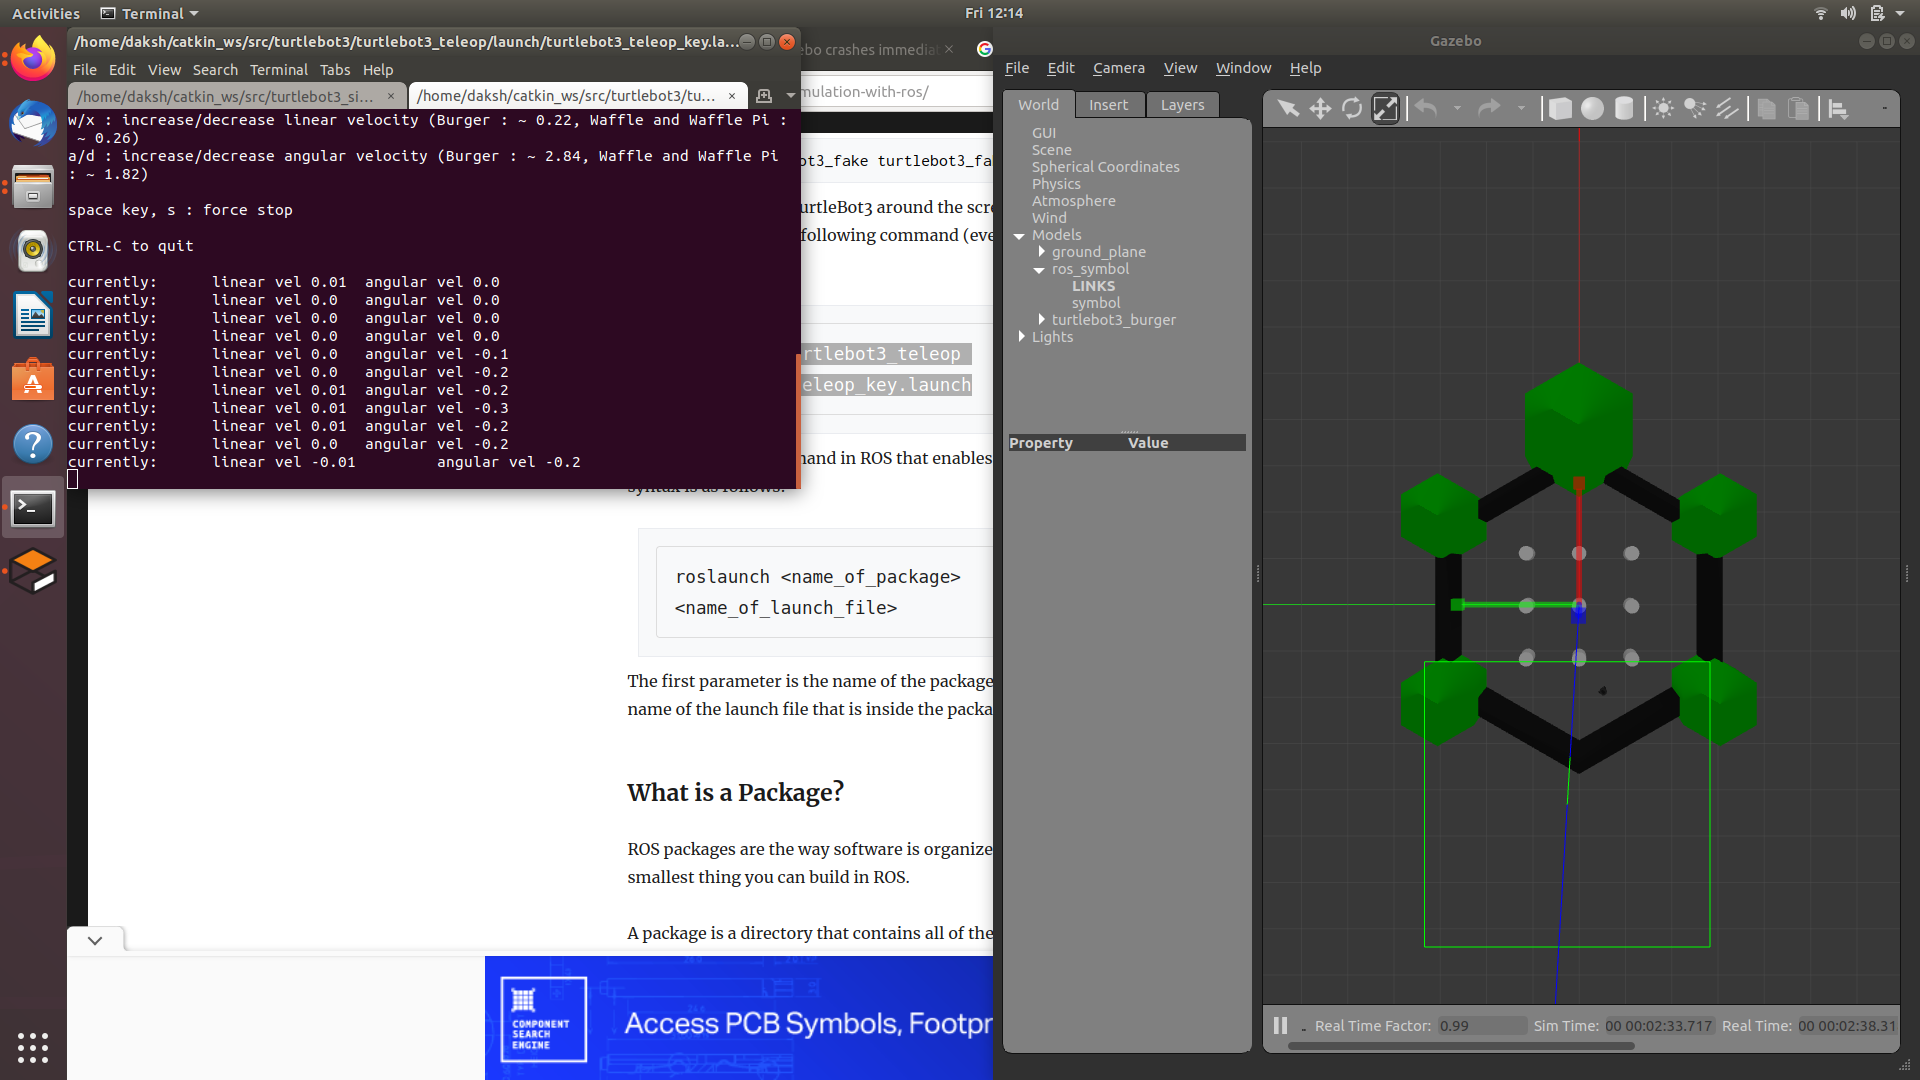 Activities
Terminal
Fri 12:14
/home/daksh/catkin_ws/src/turtlebot3/turtlebot3_teleop/launch/turtlebot3_teleop_key.la...
File Edit View Search Terminal Tabs Help
/home/daksh/catkin_ws/src/turtlebot3_si...
/home/daksh/catkin_ws/src/turtlebot3/tu...
w/x : increase/decrease linear velocity (Burger : ~ 0.22, Waffle and Waffle Pi :
~ 0.26)
a/d : increase/decrease angular velocity (Burger : ~ 2.84, Waffle and Waffle Pi
: ~ 1.82)
space key, s : force stop
CTRL-C to quit
currently: linear vel 0.01 angular vel 0.0
currently: linear vel 0.0 angular vel 0.0
currently: linear vel 0.0 angular vel 0.0
currently: linear vel 0.0 angular vel 0.0
currently: linear vel 0.0 angular vel -0.1
currently: linear vel 0.0 angular vel -0.2
currently: linear vel 0.01 angular vel -0.2
currently: linear vel 0.01 angular vel -0.3
currently: linear vel 0.01 angular vel -0.2
currently: linear vel 0.0 angular vel -0.2
currently: linear vel -0.01 angular vel -0.2
ebo crashes immediat
mulation-with-ros/
ot3_fake turtlebot3_fa
urtleBot3 around the scre
following command (eve
rtlebot3_teleop
eleop_key.launch
nand in ROS that enables
syntax is as follows:
roslaunch <name_of_package>
<name_of_launch_file>
The first parameter is the name of the package
name of the launch file that is inside the packa
What is a Package?
ROS packages are the way software is organize
smallest thing you can build in ROS.
A package is a directory that contains all of the
COMPONENT
SEARCH
ENGINE
Access PCB Symbols, Footpr
Gazebo
File Edit Camera View Window Help
World Insert Layers
GUI
Scene
Spherical Coordinates
Physics
Atmosphere
Wind
Models
ground_plane
ros_symbol
LINKS
symbol
turtlebot3_burger
Lights
Property Value
Real Time Factor: 0.99 Sim Time: 00 00:02:33.717 Real Time: 00 00:02:38.31